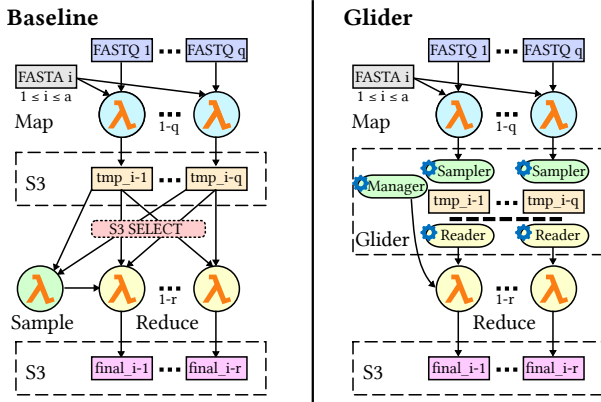 Baseline
FASTQ 1 ... FASTQ q
FASTA i
1 ≤ i ≤ a
Map
λ ... λ
1-q
S3
tmp_i-1 ... tmp_i-q
S3 SELECT
λ λ ... λ
1-r
Sample
Reduce
S3
final_i-1 ... final_i-r
Glider
FASTQ 1 ... FASTQ q
FASTA i
1 ≤ i ≤ a
Map
λ ... λ
1-q
Sampler Sampler
Manager
tmp_i-1 ... tmp_i-q
Glider
Reader Reader
λ ... λ
1-r
Reduce
S3
final_i-1 ... final_i-r